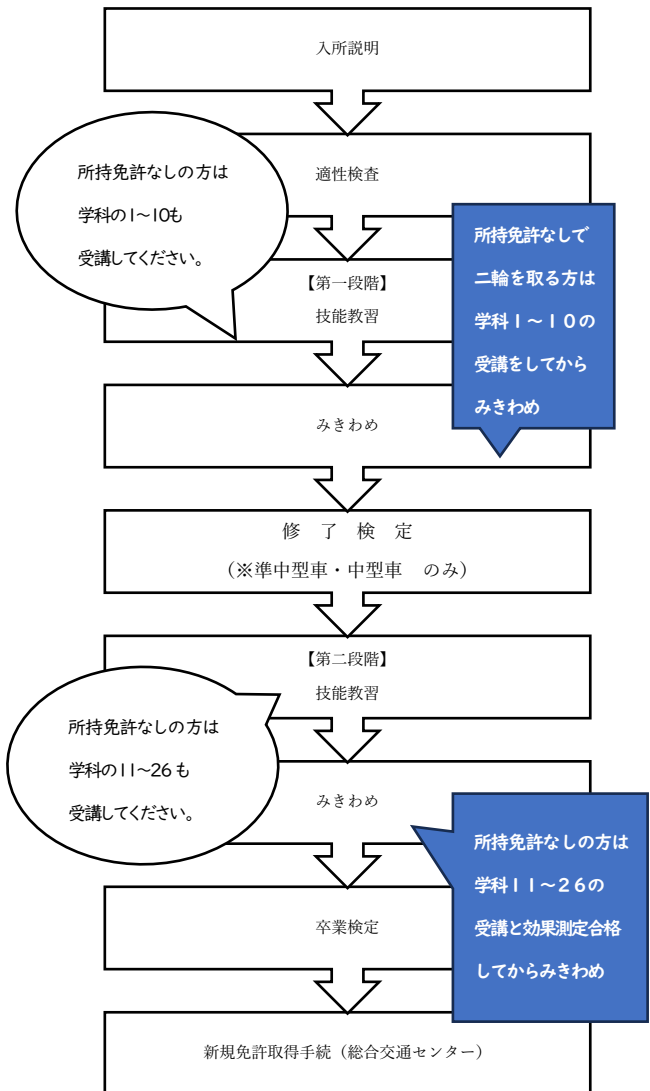 入所説明
適性検査
所持免許なしの方は
学科の1～10も
受講してください。
所持免許なしで
二輪を取る方は
学科１～１０の
受講をしてから
みきわめ
【第一段階】
技能教習
みきわめ
修　了　検　定
（※準中型車・中型車　のみ）
【第二段階】
技能教習
所持免許なしの方は
学科の11～26も
受講してください。
みきわめ
所持免許なしの方は
学科１１～２６の
受講と効果測定合格
してからみきわめ
卒業検定
新規免許取得手続（総合交通センター）